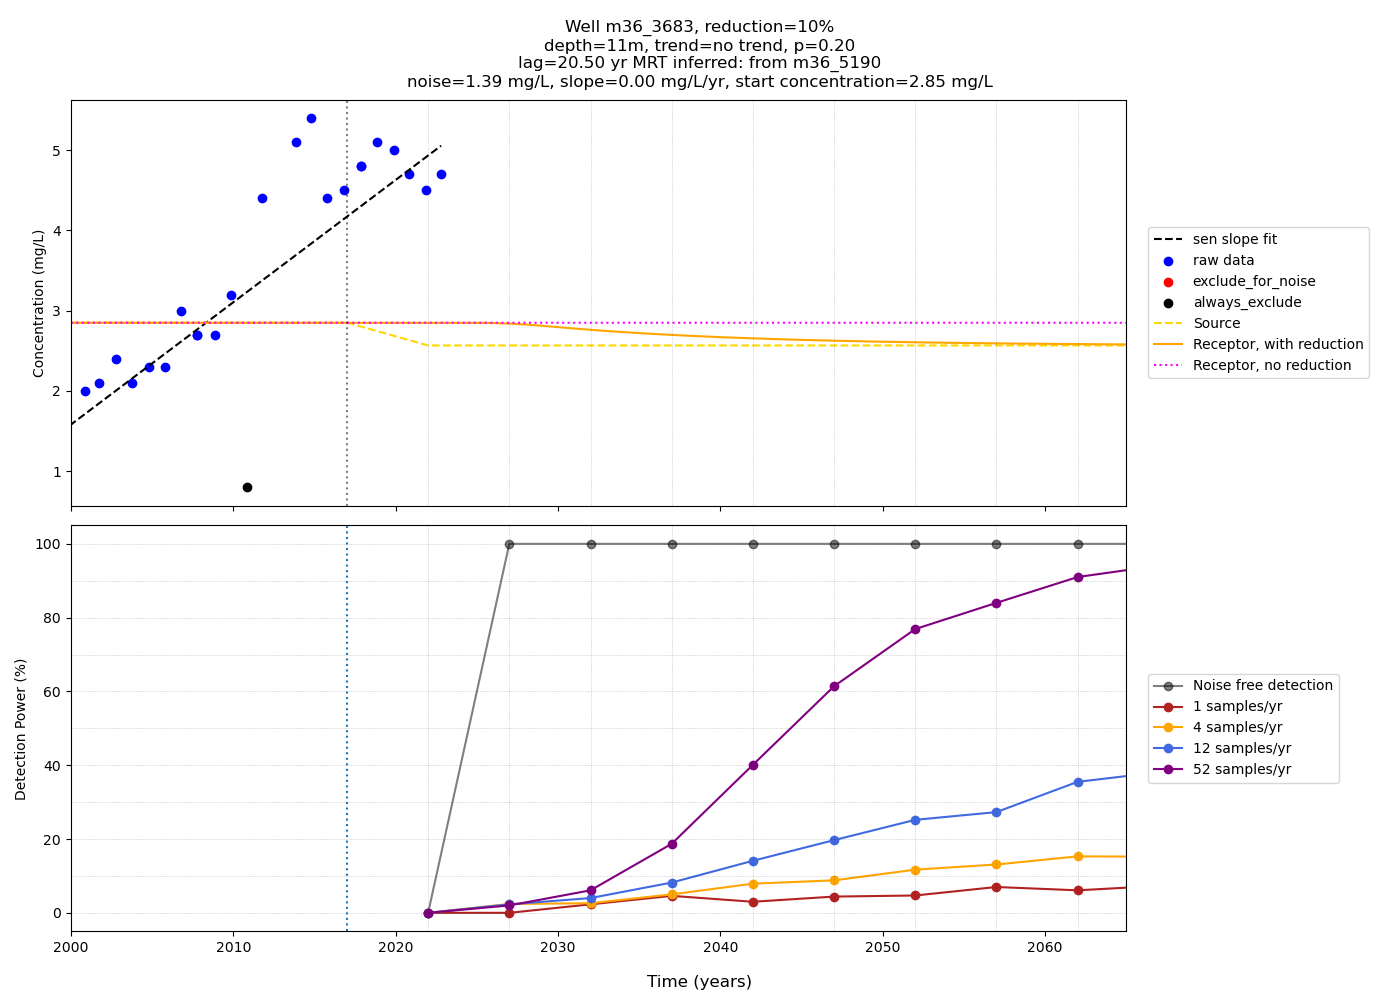 Well m36_3683, reduction=10%
depth=11m, trend=no trend, p=0.20
lag=20.50 yr MRT inferred: from m36_5190
noise=1.39 mg/L, slope=0.00 mg/L/yr, start concentration=2.85 mg/L
Concentration (mg/L)
5
4
3
2
1
sen slope fit
raw data
exclude_for_noise
always_exclude
Source
Receptor, with reduction
Receptor, no reduction
Detection Power (%)
100
80
60
40
20
0
Noise free detection
1 samples/yr
4 samples/yr
12 samples/yr
52 samples/yr
2000 2010 2020 2030 2040 2050 2060
Time (years)